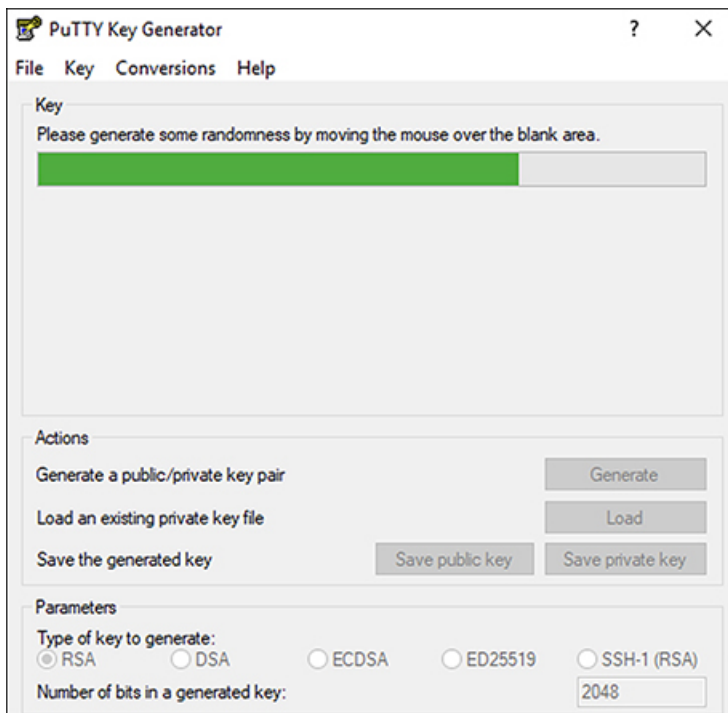 PuTTY Key Generator ?
File Key Conversions Help
Key
Please generate some randomness by moving the mouse over the blank area.
Actions
Generate a public/private key pair Generate
Load an existing private key file Load
Save the generated key Save public key Save private key
Parameters
Type of key to generate:
RSA DSA ECDSA ED25519 SSH-1 (RSA)
Number of bits in a generated key: 2048